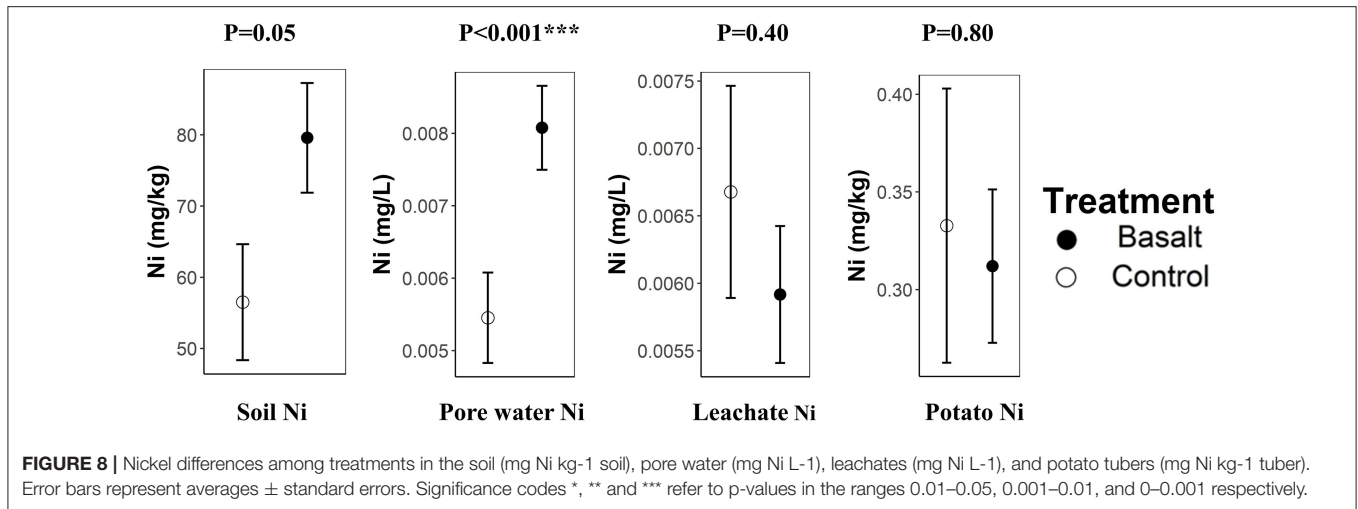 P=0.05 P<0.001*** P=0.40 P=0.80
Ni (mg/kg)
80
70
60
50
Soil Ni
Ni (mg/L)
0.008
0.007
0.006
0.005
Pore water Ni
Ni (mg/L)
0.0075
0.0070
0.0065
0.0060
0.0055
Leachate Ni
Ni (mg/kg)
0.40
0.35
0.30
Potato Ni
Treatment
Basalt
Control
FIGURE 8 | Nickel differences among treatments in the soil (mg Ni kg-1 soil), pore water (mg Ni L-1), leachates (mg Ni L-1), and potato tubers (mg Ni kg-1 tuber).
Error bars represent averages ± standard errors. Significance codes *, ** and *** refer to p-values in the ranges 0.01–0.05, 0.001–0.01, and 0–0.001 respectively.